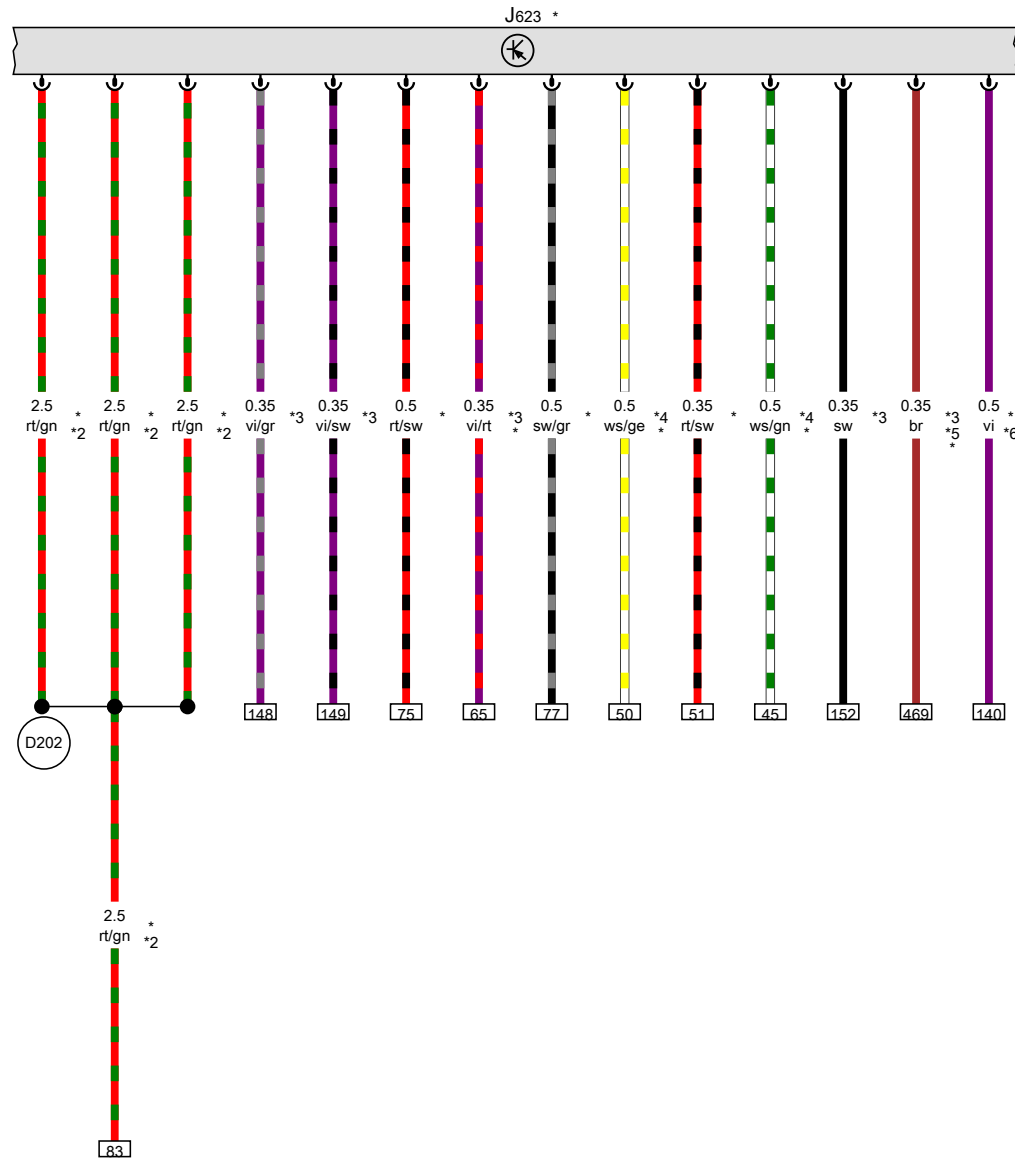 J623 *
2.5 2.5 2.5 0.35 0.35 0.5 0.35 0.5 0.5 0.35 0.5 0.35 0.35 0.5
* * * *3 *3 * *3 * *4 * *4 *3 *3 *
rt/gn rt/gn rt/gn vi/gr vi/sw rt/sw vi/rt sw/gr ws/ge rt/sw ws/gn sw br vi
*2 *2 *2 * * * *5 *6
*
D202
148 149 75 65 77 50 51 45 152 469 140
2.5 *
rt/gn *2
83